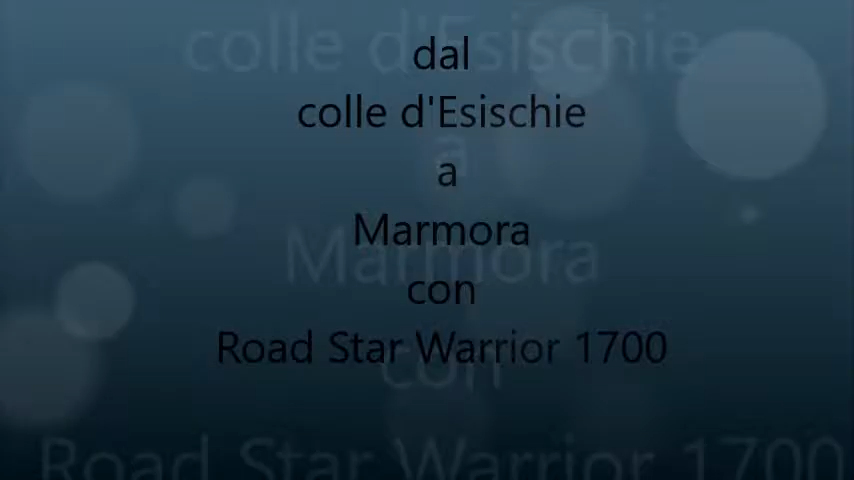 dal
colle d'Esischie
a
Marmora
con
Road Star Warrior 1700